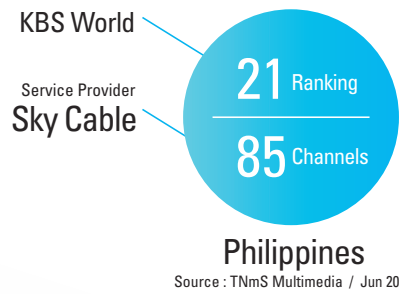 KBS World
21 Ranking
Service Provider
Sky Cable
85 Channels
Philippines
Source : TNmS Multimedia / Jun 20